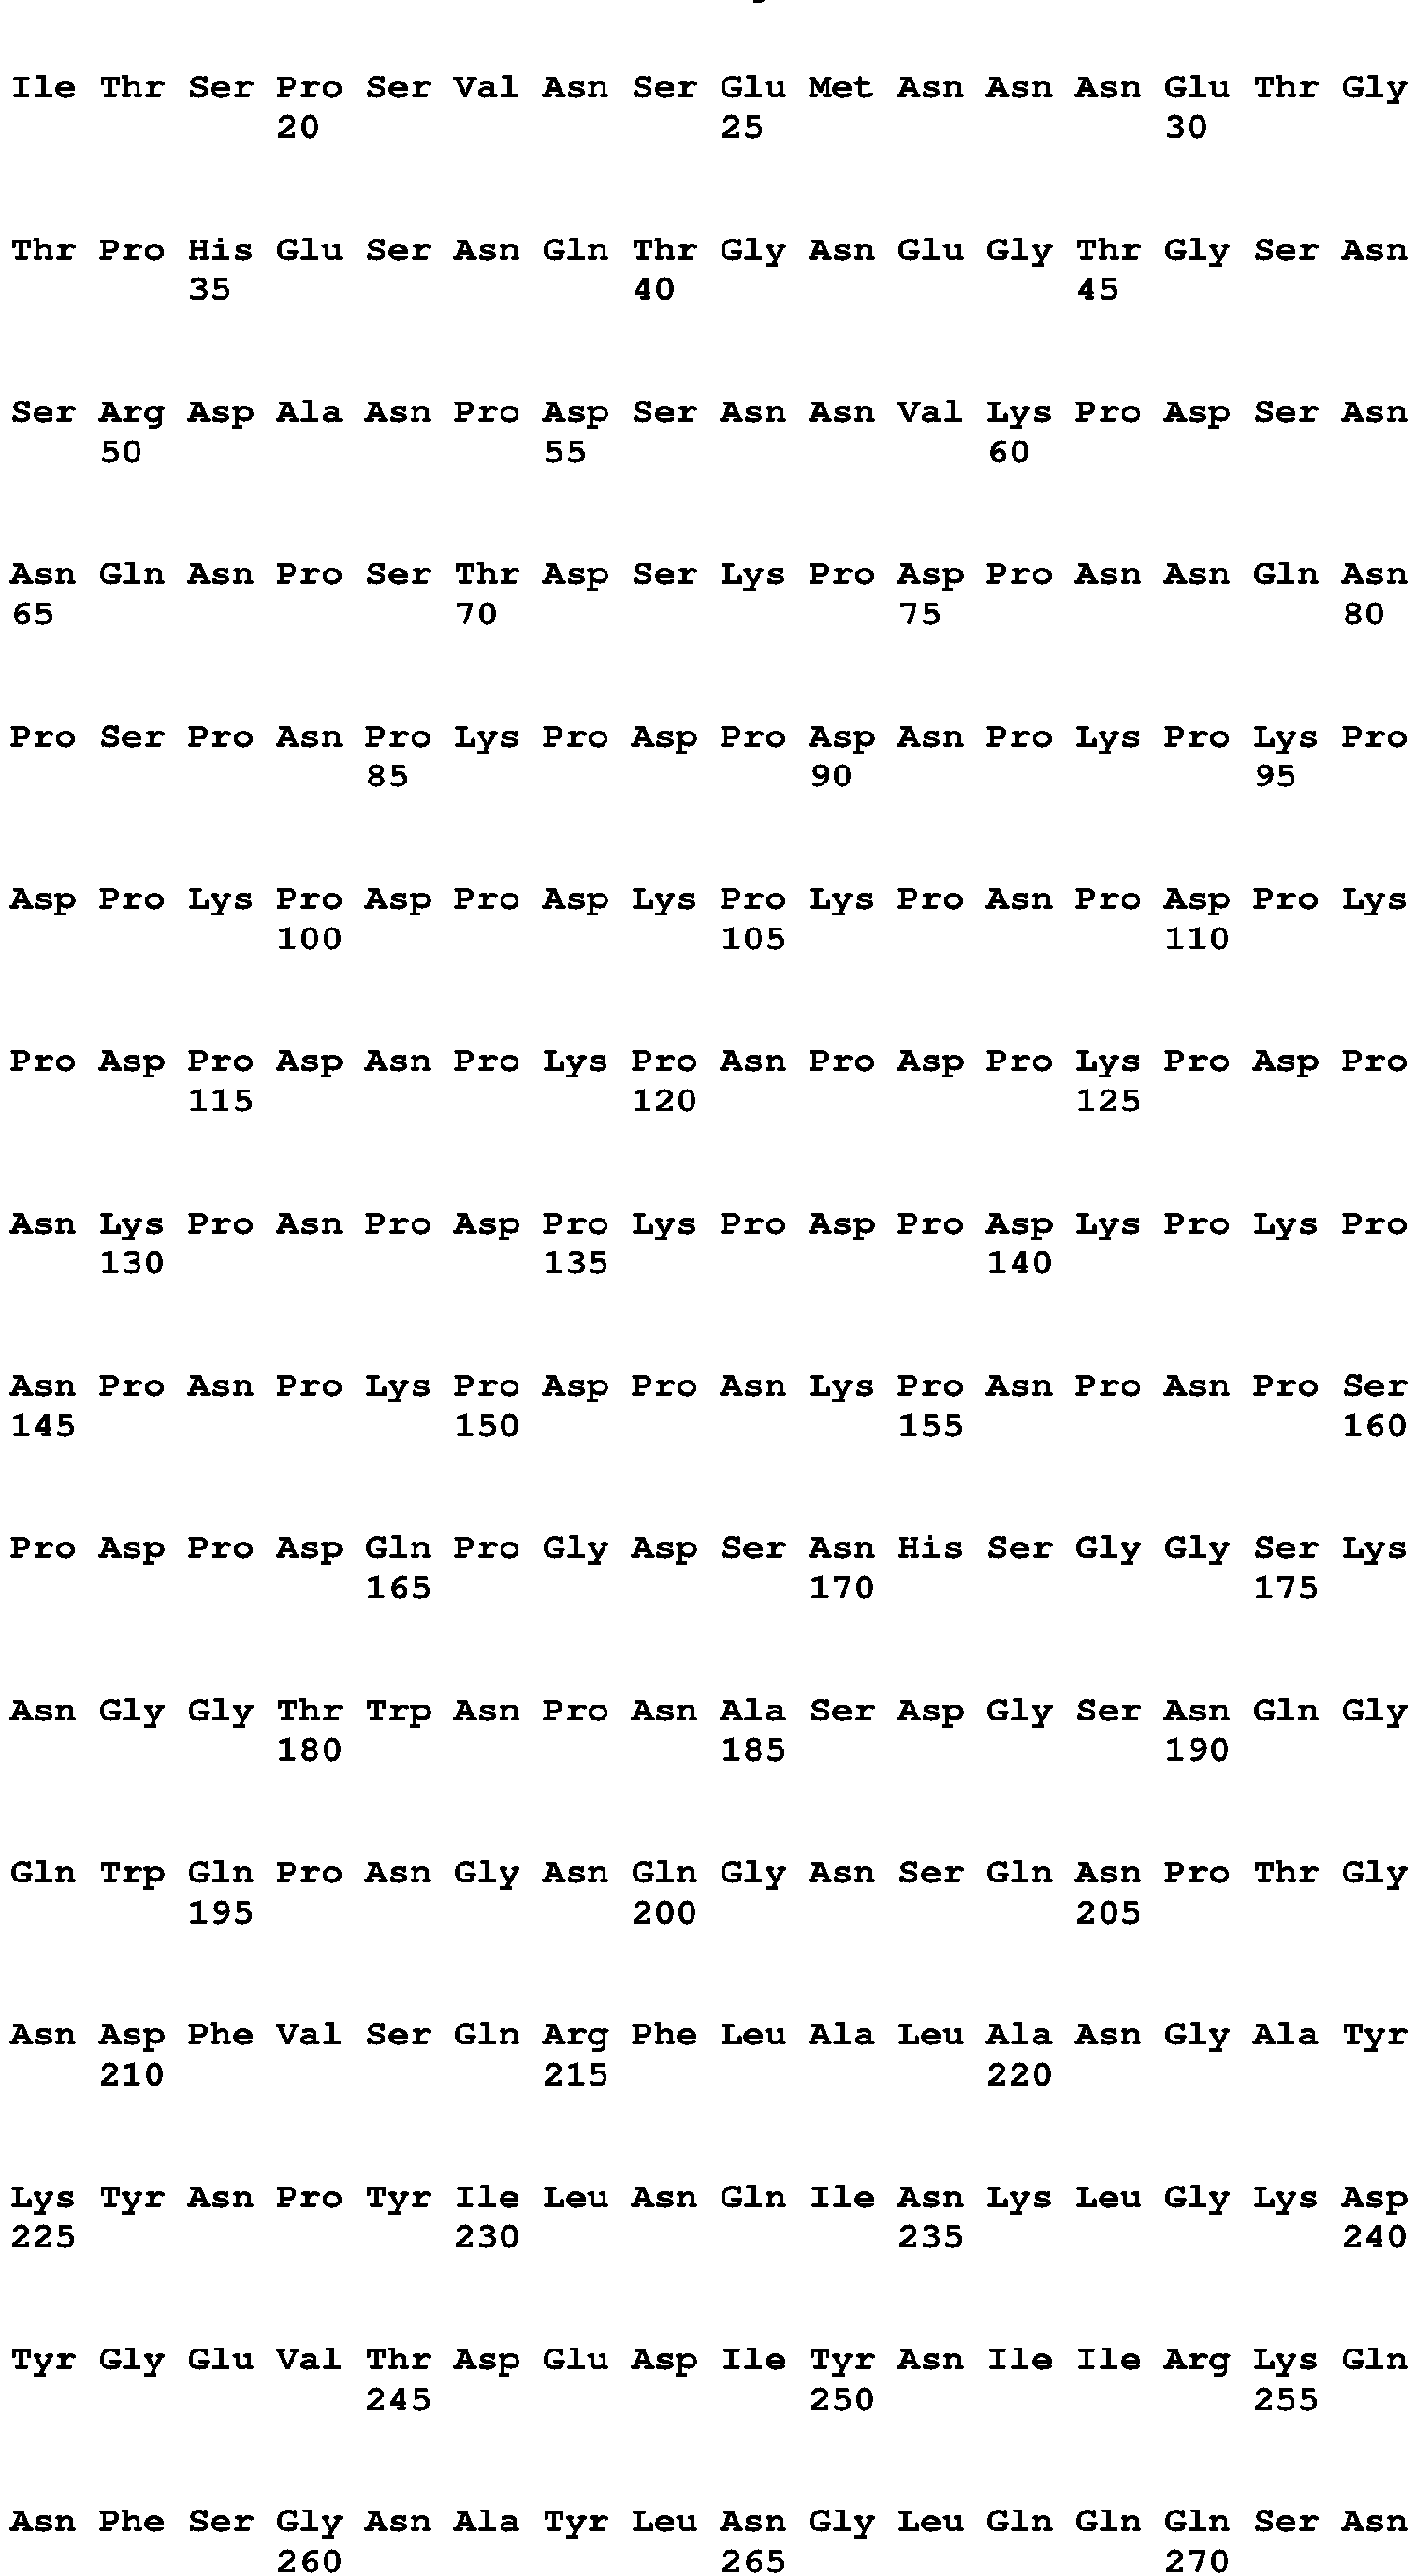 Ile Thr Ser Pro Ser Val Asn Ser Glu Met Asn Asn Asn Glu Thr Gly
20 25 30
Thr Pro His Glu Ser Asn Gln Thr Gly Asn Glu Gly Thr Gly Ser Asn
35 40 45
Ser Arg Asp Ala Asn Pro Asp Ser Asn Asn Val Lys Pro Asp Ser Asn
50 55 60
Asn Gln Asn Pro Ser Thr Asp Ser Lys Pro Asp Pro Asn Asn Gln Asn
65 70 75 80
Pro Ser Pro Asn Pro Lys Pro Asp Pro Asp Asn Pro Lys Pro Lys Pro
85 90 95
Asp Pro Lys Pro Asp Pro Asp Lys Pro Lys Pro Asn Pro Asp Pro Lys
100 105 110
Pro Asp Pro Asp Asn Pro Lys Pro Asn Pro Asp Pro Lys Pro Asp Pro
115 120 125
Asn Lys Pro Asn Pro Asp Pro Lys Pro Asp Pro Asp Lys Pro Lys Pro
130 135 140
Asn Pro Asn Pro Lys Pro Asp Pro Asn Lys Pro Asn Pro Asn Pro Ser
145 150 155 160
Pro Asp Pro Asp Gln Pro Gly Asp Ser Asn His Ser Gly Gly Ser Lys
165 170 175
Asn Gly Gly Thr Trp Asn Pro Asn Ala Ser Asp Gly Ser Asn Gln Gly
180 185 190
Gln Trp Gln Pro Asn Gly Asn Gln Gly Asn Ser Gln Asn Pro Thr Gly
195 200 205
Asn Asp Phe Val Ser Gln Arg Phe Leu Ala Leu Ala Asn Gly Ala Tyr
210 215 220
Lys Tyr Asn Pro Tyr Ile Leu Asn Gln Ile Asn Lys Leu Gly Lys Asp
225 230 235 240
Tyr Gly Glu Val Thr Asp Glu Asp Ile Tyr Asn Ile Ile Arg Lys Gln
245 250 255
Asn Phe Ser Gly Asn Ala Tyr Leu Asn Gly Leu Gln Gln Gln Ser Asn
260 265 270